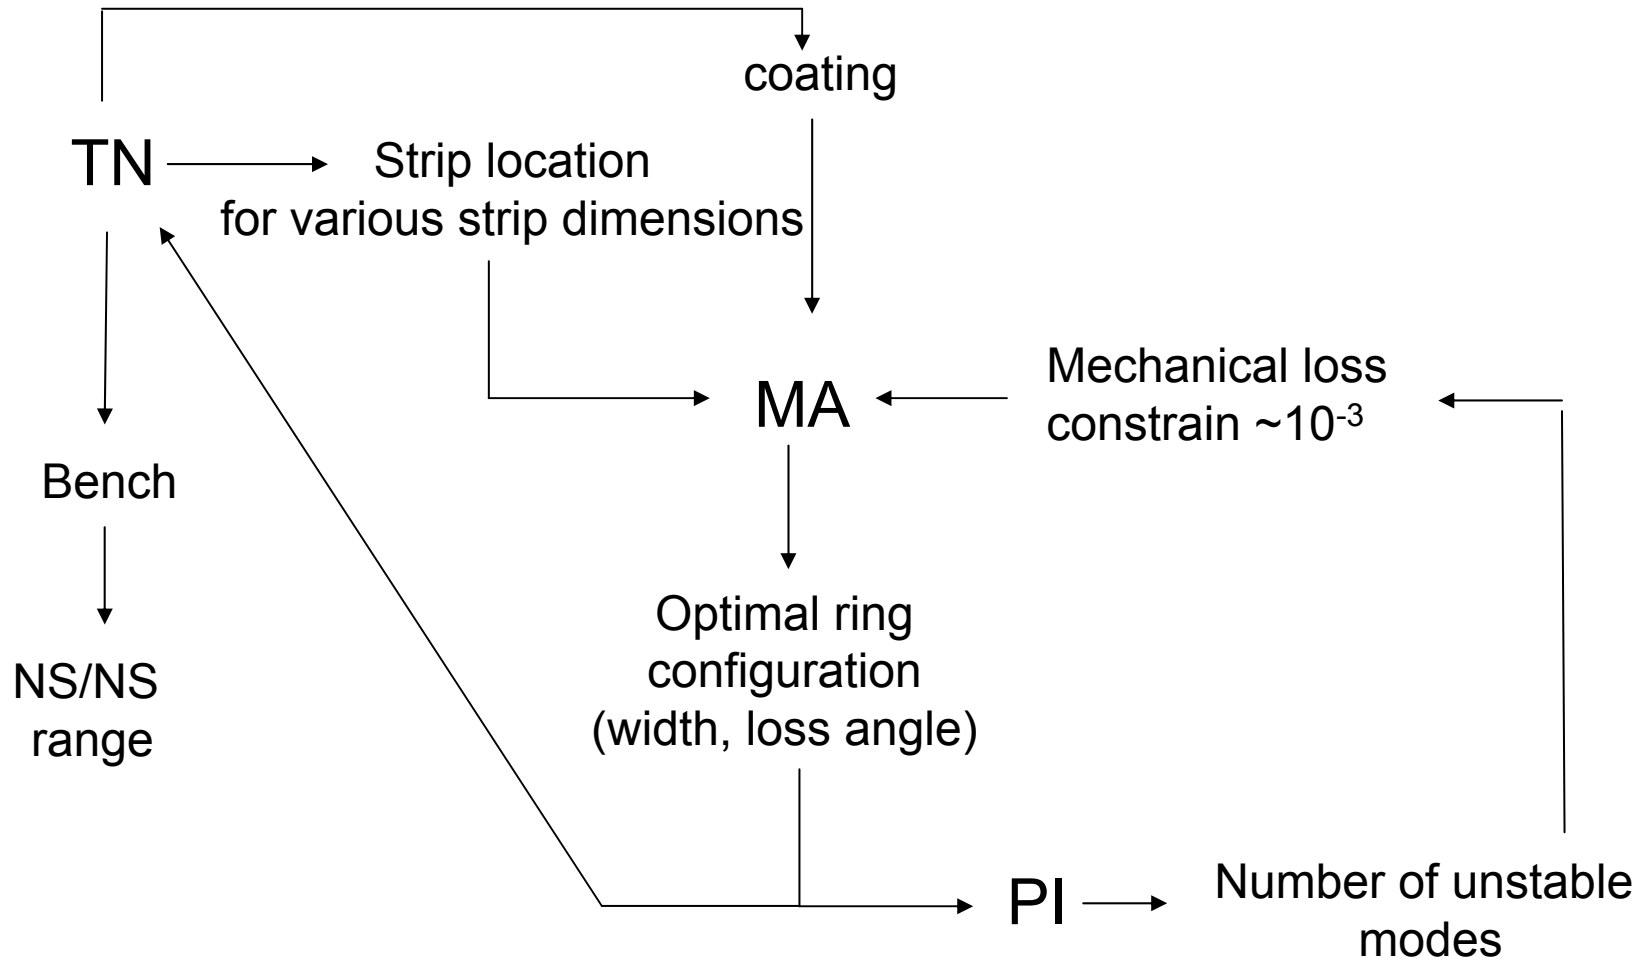 coating
TN
Strip location
for various strip dimensions
MA
Mechanical loss
constrain ~10⁻³
Bench
NS/NS
range
Optimal ring
configuration
(width, loss angle)
PI
Number of unstable
modes